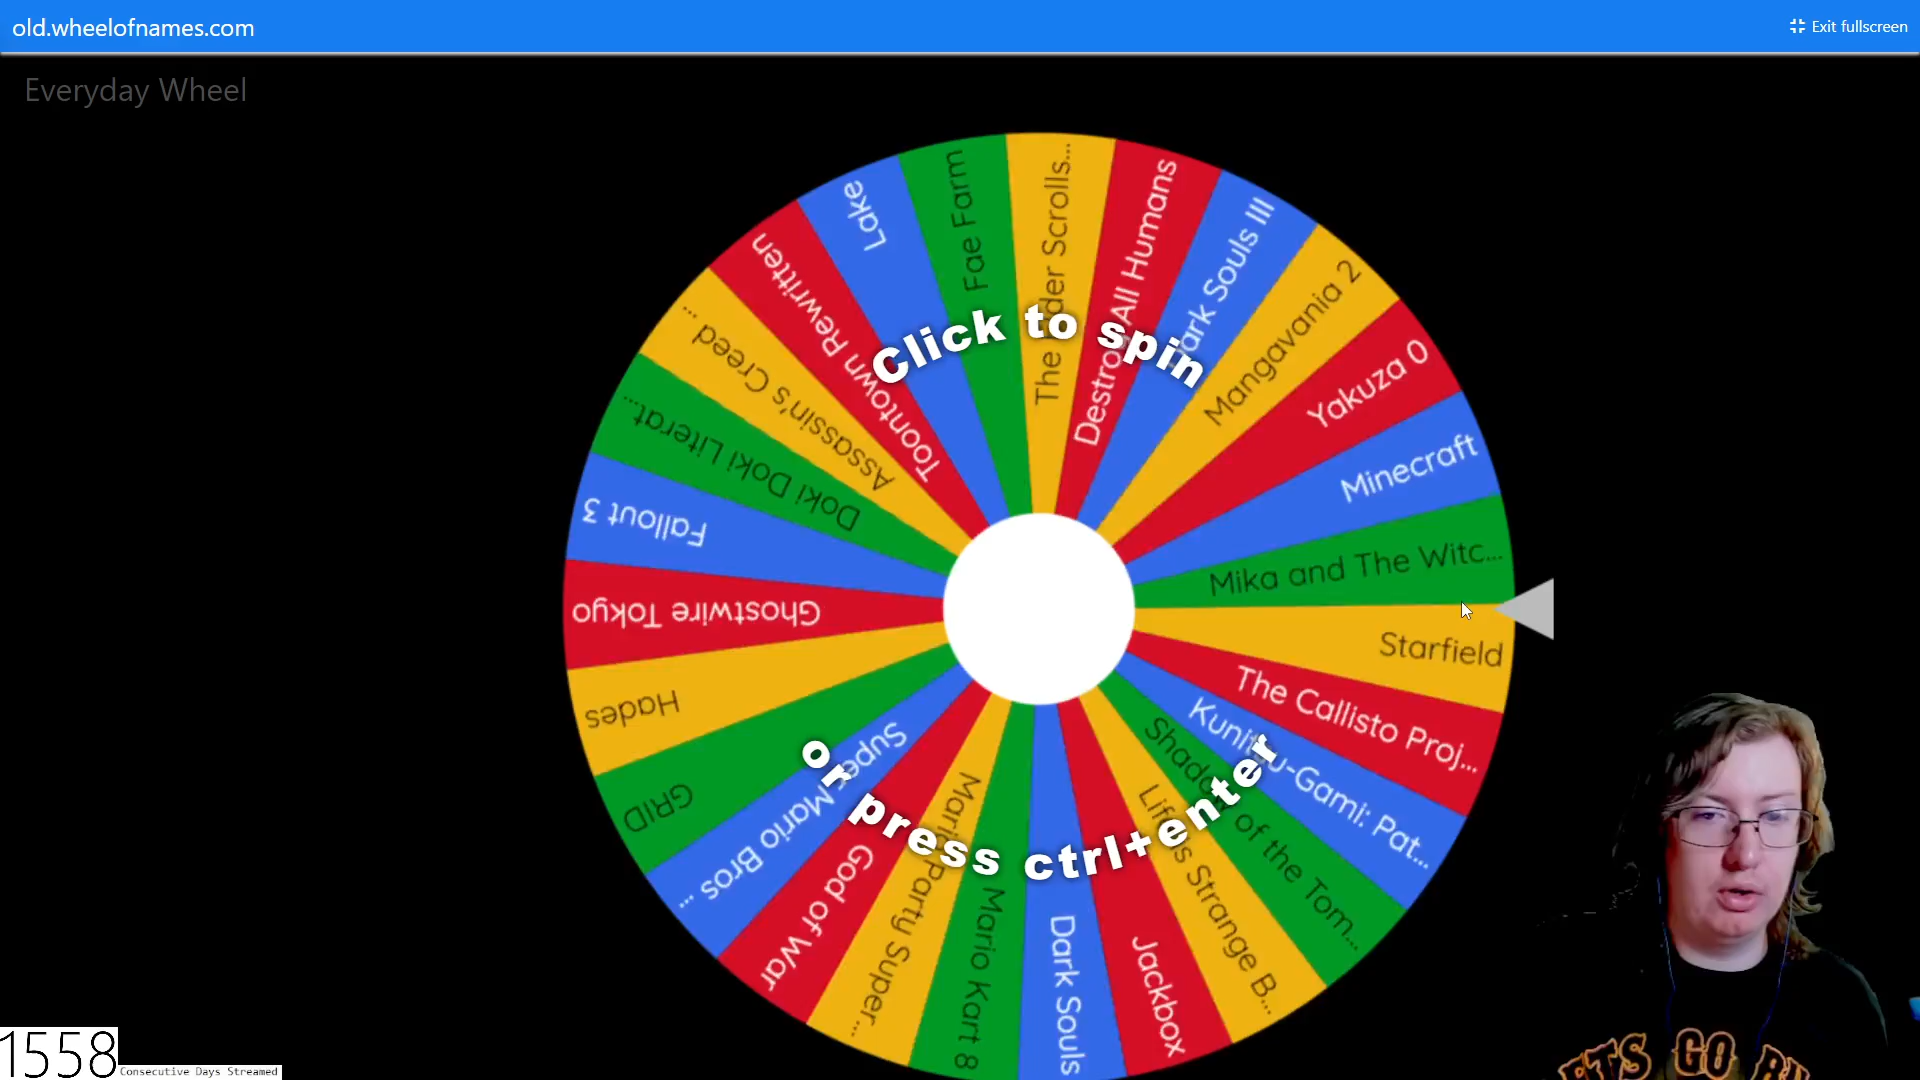 old.wheelofnames.com
Exit fullscreen
Everyday Wheel
Click to spin
or press ctrl+enter
Fae Farm
The Elder Scrolls...
Destroy All Humans
Dark Souls III
Mangavania 2
Yakuza 0
Minecraft
Mika and The Witc...
Starfield
The Callisto Proj...
Kunitsu-Gami: Pat...
Shadow of the Tom...
Life is Strange B...
Jackbox
Dark Souls
Mario Kart 8
Mario Party Super...
God of War
Super Mario Bros ...
GRID
Hades
Ghostwire Tokyo
Fallout 3
Doki Doki Literat...
Assassin's Creed ...
Toontown Rewritten
Lake
1558
Consecutive Days Streamed
GO